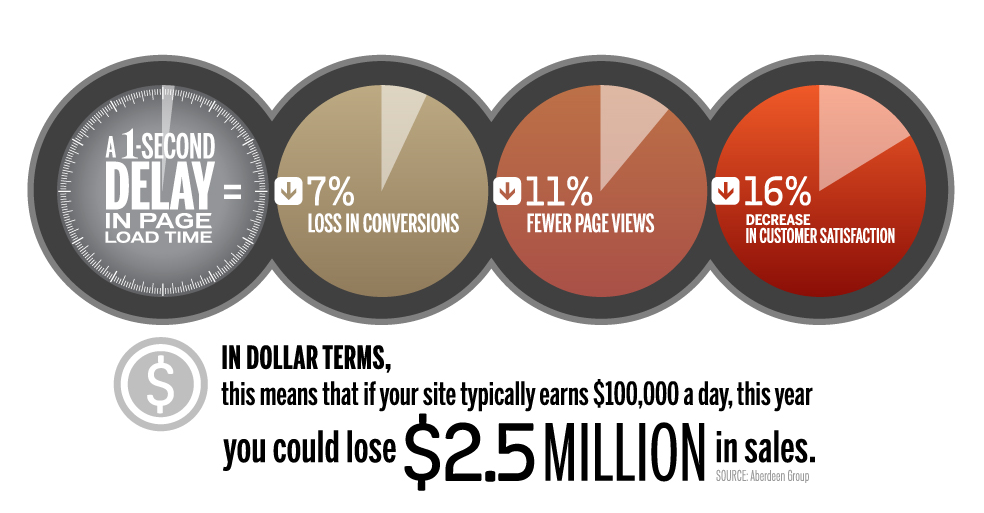 A 1-SECOND
DELAY
IN PAGE
LOAD TIME
=
7%
LOSS IN CONVERSIONS
11%
FEWER PAGE VIEWS
16%
DECREASE
IN CUSTOMER SATISFACTION
$
IN DOLLAR TERMS,
this means that if your site typically earns $100,000 a day, this year
you could lose $2.5 MILLION in sales.
SOURCE: Aberdeen Group